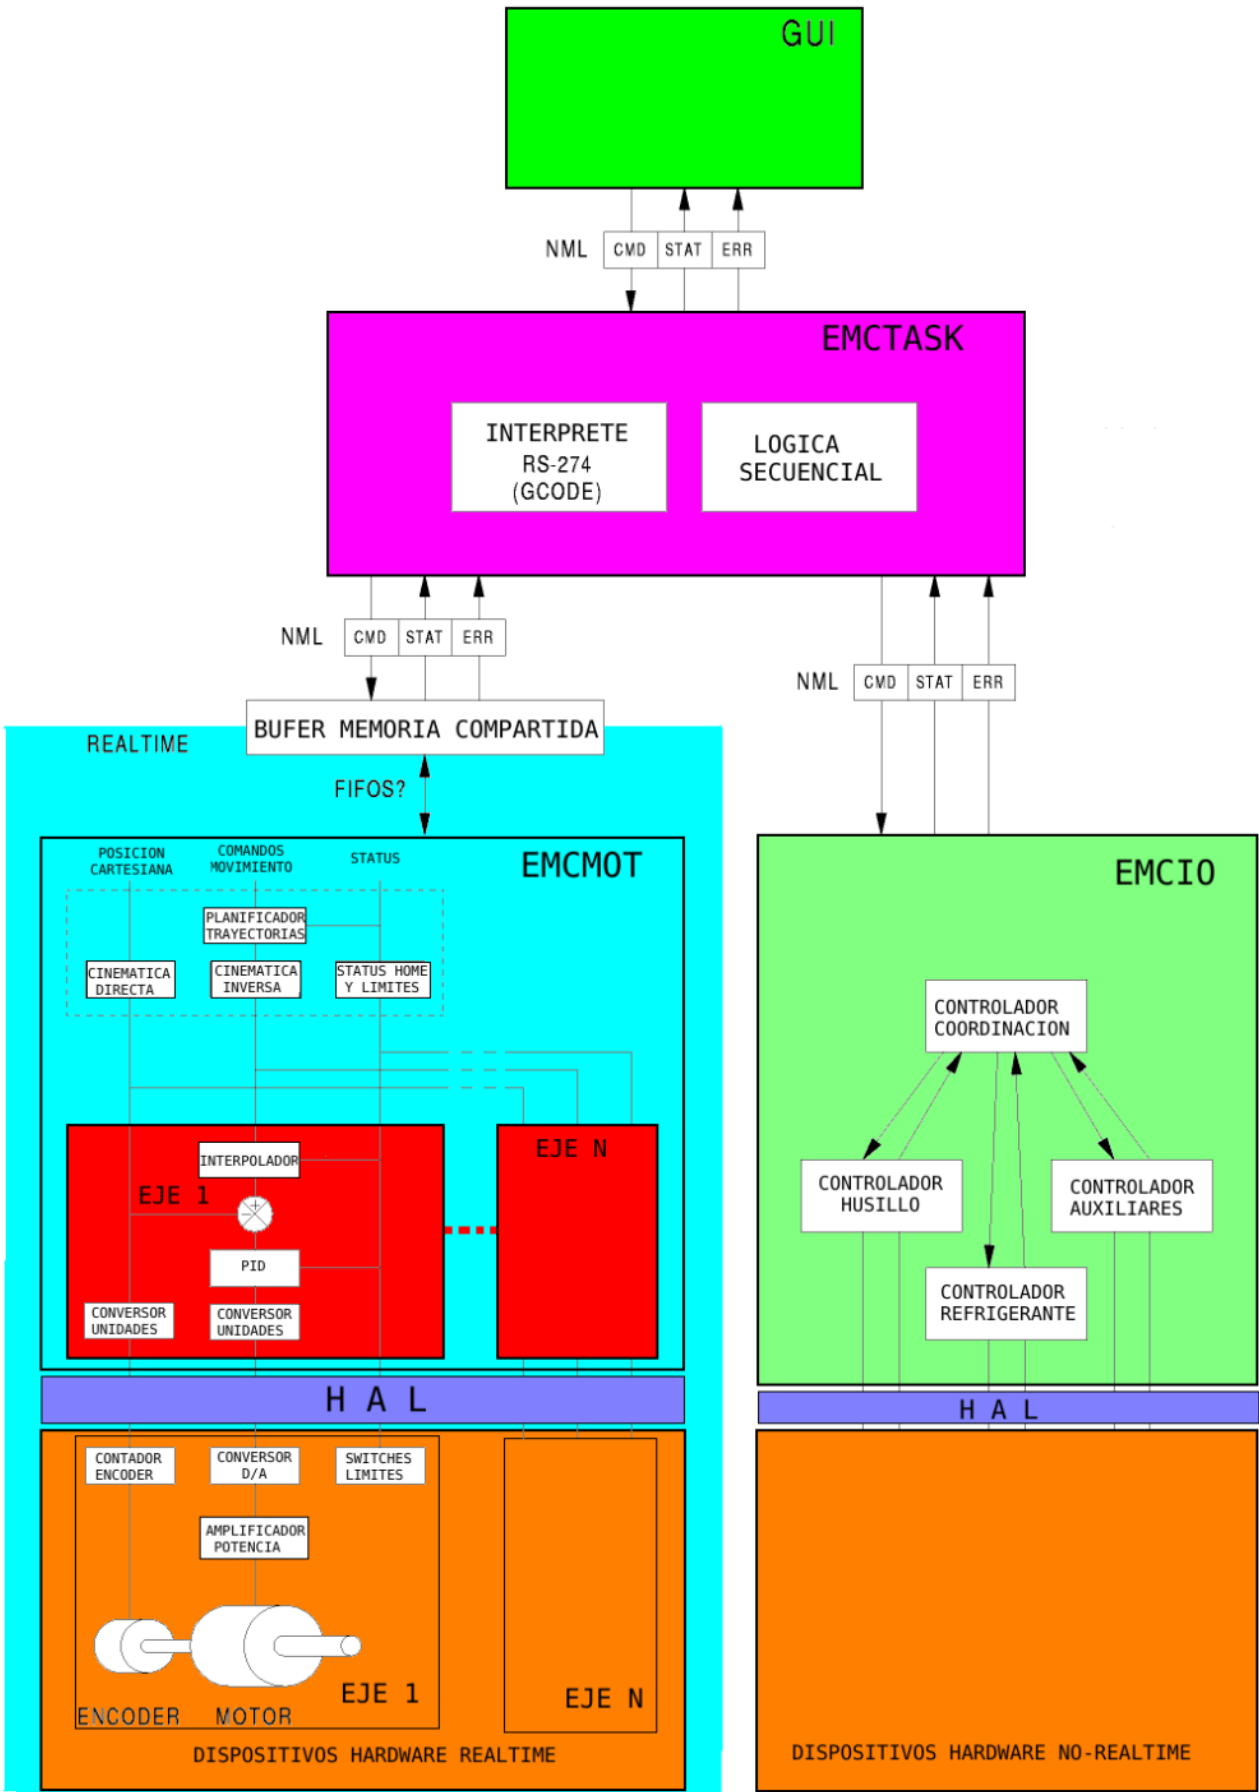 GUI
NML
CMD
STAT
ERR
EMCTASK
INTERPRETE
RS-274
(GCODE)
LOGICA
SECUENCIAL
NML
CMD
STAT
ERR
NML
CMD
STAT
ERR
BUFER MEMORIA COMPARTIDA
REALTIME
FIFOS?
POSICION
CARTESIANA
COMANDOS
MOVIMIENTO
STATUS
EMCMOT
PLANIFICADOR
TRAYECTORIAS
CINEMATICA
DIRECTA
CINEMATICA
INVERSA
STATUS HOME
Y LIMITES
INTERPOLADOR
EJE 1
PID
CONVERSOR
UNIDADES
CONVERSOR
UNIDADES
EJE N
H A L
CONTADOR
ENCODER
CONVERSOR
D/A
SWITCHES
LIMITES
AMPLIFICADOR
POTENCIA
EJE 1
ENCODER
MOTOR
EJE N
DISPOSITIVOS HARDWARE REALTIME
EMCIO
CONTROLADOR
COORDINACION
CONTROLADOR
HUSILLO
CONTROLADOR
AUXILIARES
CONTROLADOR
REFRIGERANTE
H A L
DISPOSITIVOS HARDWARE NO-REALTIME